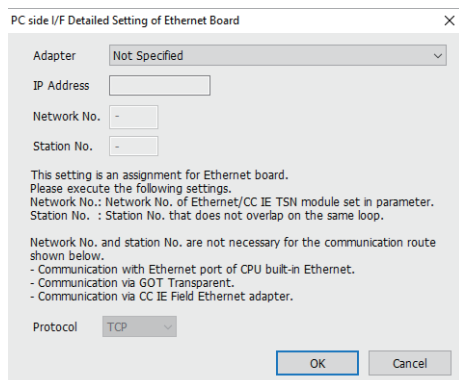 PC side I/F Detailed Setting of Ethernet Board
Adapter Not Specified
IP Address
Network No. -
Station No. -
This setting is an assignment for Ethernet board.
Please execute the following settings.
Network No.: Network No. of Ethernet/CC IE TSN module set in parameter.
Station No. : Station No. that does not overlap on the same loop.
Network No. and station No. are not necessary for the communication route
shown below.
- Communication with Ethernet port of CPU built-in Ethernet.
- Communication via GOT Transparent.
- Communication via CC IE Field Ethernet adapter.
Protocol TCP
OK Cancel